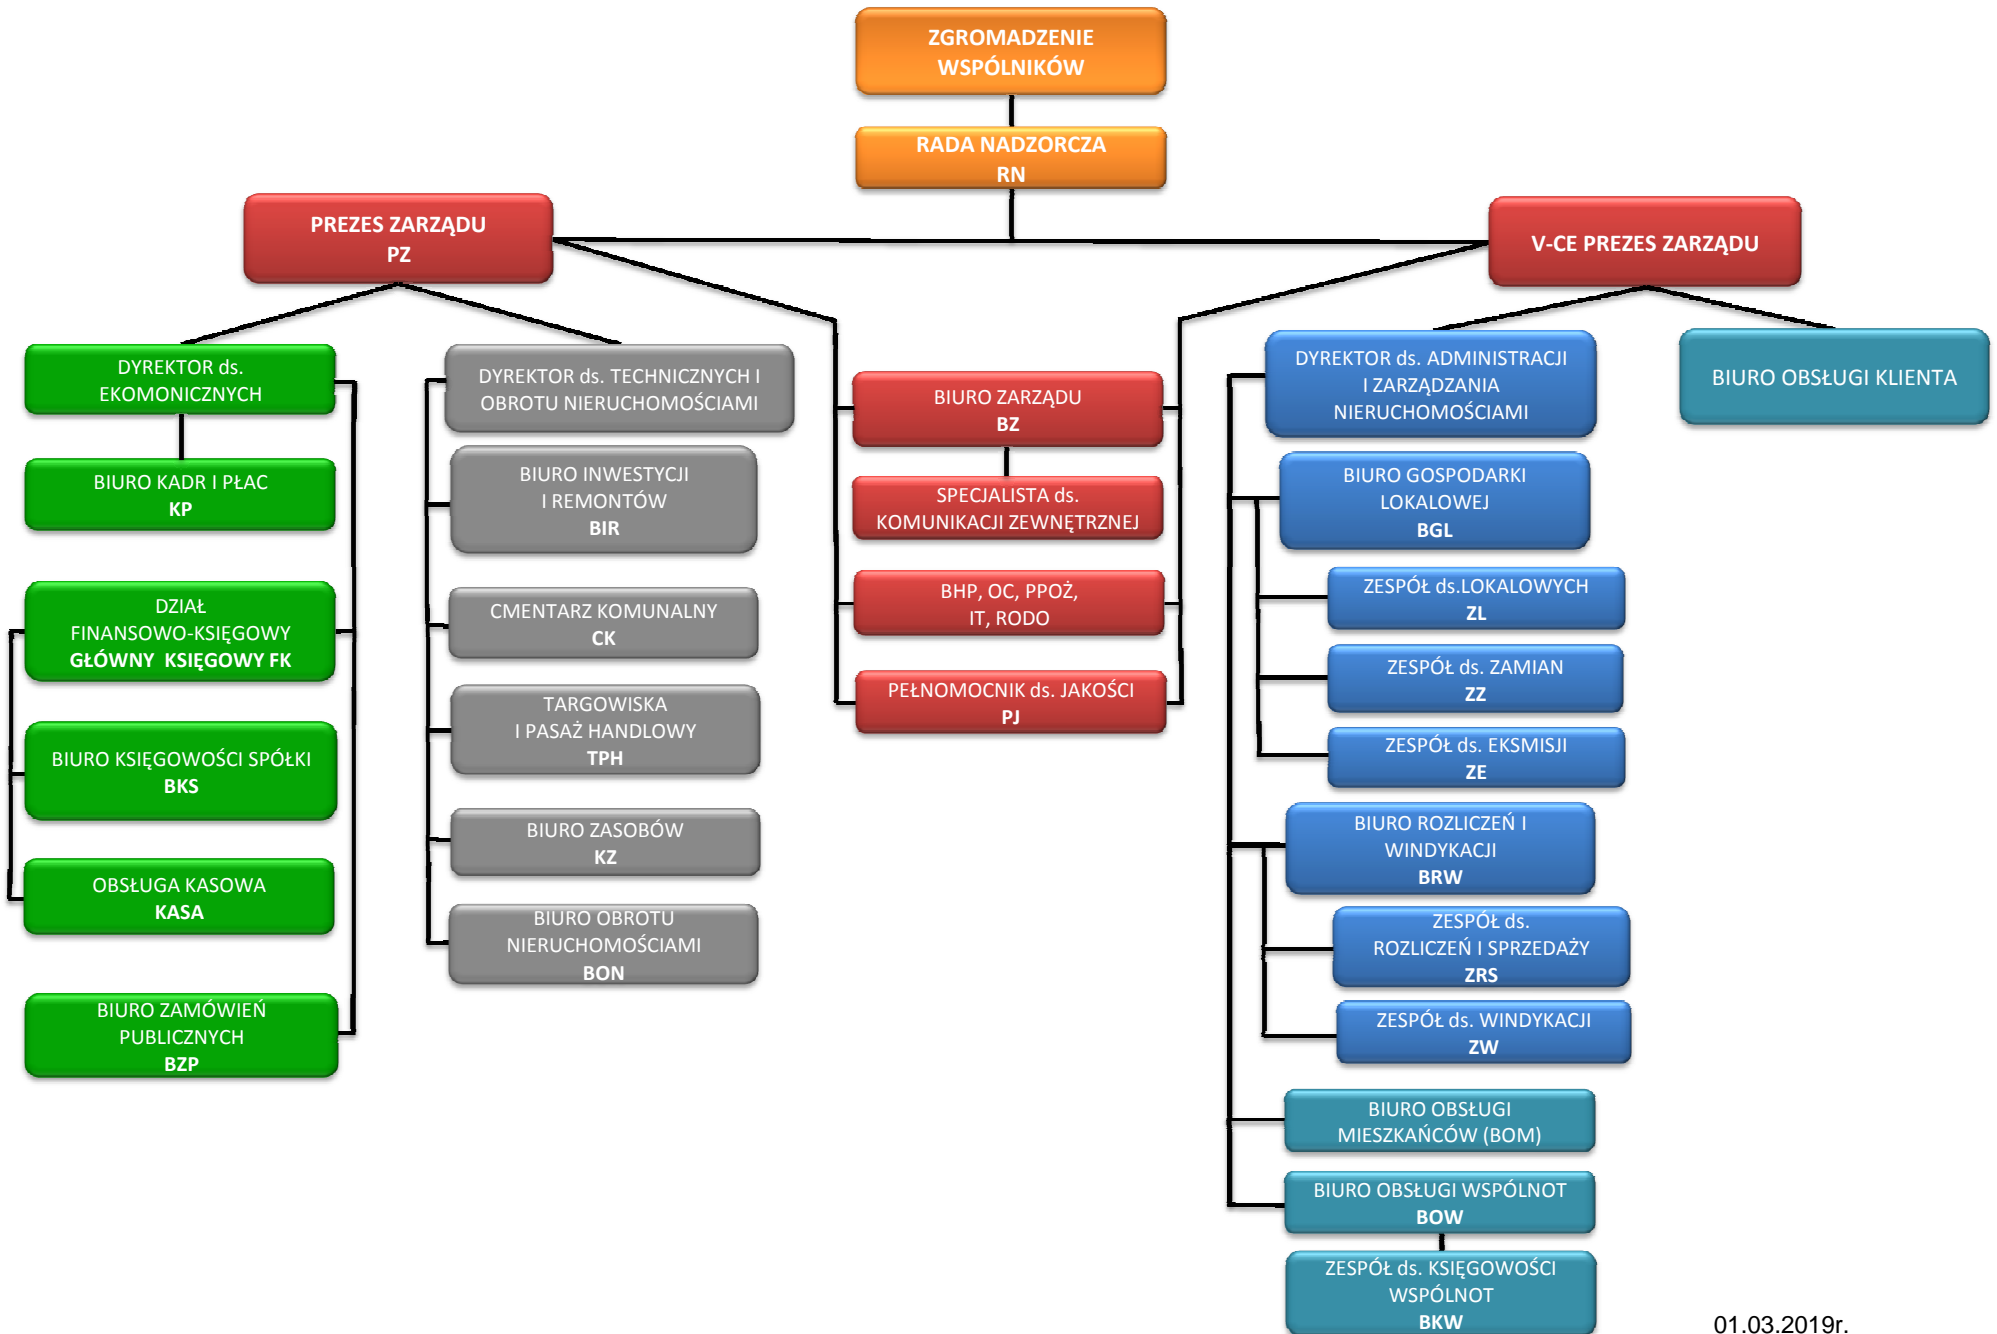 ZGROMADZENIE
WSPÓLNIKÓW
RADA NADZORCZA
RN
PREZES ZARZĄDU
PZ
V-CE PREZES ZARZĄDU
DYREKTOR ds.
EKOMONICZNYCH
BIURO KADR I PŁAC
KP
DZIAŁ
FINANSOWO-KSIĘGOWY
GŁÓWNY KSIĘGOWY FK
BIURO KSIĘGOWOŚCI SPÓŁKI
BKS
OBSŁUGA KASOWA
KASA
BIURO ZAMÓWIEŃ
PUBLICZNYCH
BZP
DYREKTOR ds. TECHNICZNYCH I
OBROTU NIERUCHOMOŚCIAMI
BIURO INWESTYCJI
I REMONTÓW
BIR
CMENTARZ KOMUNALNY
CK
TARGOWISKA
I PASAŻ HANDLOWY
TPH
BIURO ZASOBÓW
KZ
BIURO OBROTU
NIERUCHOMOŚCIAMI
BON
BIURO ZARZĄDU
BZ
SPECJALISTA ds.
KOMUNIKACJI ZEWNĘTRZNEJ
BHP, OC, PPOŻ,
IT, RODO
PEŁNOMOCNIK ds. JAKOŚCI
PJ
DYREKTOR ds. ADMINISTRACJI
I ZARZĄDZANIA
NIERUCHOMOŚCIAMI
BIURO GOSPODARKI
LOKALOWEJ
BGL
ZESPÓŁ ds.LOKALOWYCH
ZL
ZESPÓŁ ds. ZAMIAN
ZZ
ZESPÓŁ ds. EKSMISJI
ZE
BIURO ROZLICZEŃ I
WINDYKACJI
BRW
ZESPÓŁ ds.
ROZLICZEŃ I SPRZEDAŻY
ZRS
ZESPÓŁ ds. WINDYKACJI
ZW
BIURO OBSŁUGI
MIESZKAŃCÓW (BOM)
BIURO OBSŁUGI WSPÓLNOT
BOW
ZESPÓŁ ds. KSIĘGOWOŚCI
WSPÓLNOT
BKW
BIURO OBSŁUGI KLIENTA
01.03.2019r.